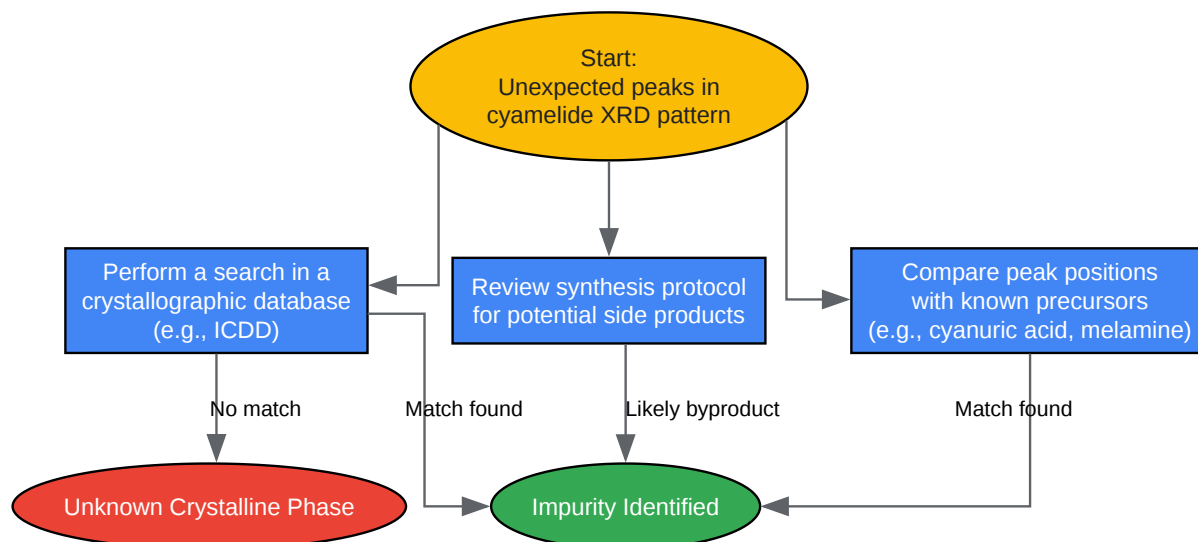 Start:
Unexpected peaks in
cyamelide XRD pattern
Perform a search in a
crystallographic database
(e.g., ICDD)
Review synthesis protocol
for potential side products
Compare peak positions
with known precursors
(e.g., cyanuric acid, melamine)
No match
Match found
Likely byproduct
Match found
Unknown Crystalline Phase
Impurity Identified